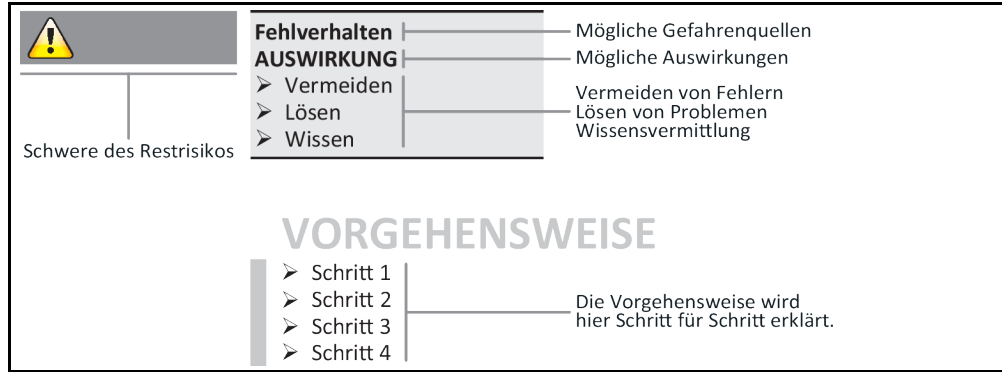 Fehlverhalten
Mögliche Gefahrenquellen
AUSWIRKUNG
Mögliche Auswirkungen
➢ Vermeiden
➢ Lösen
➢ Wissen
Vermeiden von Fehlern
Lösen von Problemen
Wissensvermittlung
Schwere des Restrisikos
VORGEHENSWEISE
➢ Schritt 1
➢ Schritt 2
➢ Schritt 3
➢ Schritt 4
Die Vorgehensweise wird
hier Schritt für Schritt erklärt.